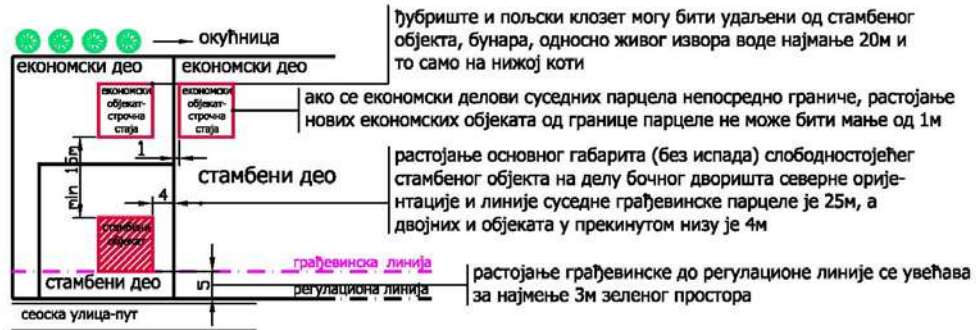 окућница
економски део
економски део
економски
објекат-
строчна
стаја
економски
објекат-
строчна
стаја
1
min 15м
4
стамбени део
стамбени
објекат
грађевинска линија
стамбени део
5
регулациона линија
сеоска улица-пут
ђубриште и пољски клозет могу бити удаљени од стамбеног
објекта, бунара, односно живог извора воде најмање 20м и
то само на нижој коти
ако се економски делови суседних парцела непосредно граниче, растојање
нових економских објеката од границе парцеле не може бити мање од 1м
растојање основног габарита (без испада) слободностојећег
стамбеног објекта на делу бочног дворишта северне орије-
нтације и линије суседне грађевинске парцеле је 25м, а
двојних и објеката у прекинутом низу је 4м
растојање грађевинске до регулационе линије се увећава
за најмење 3м зеленог простора